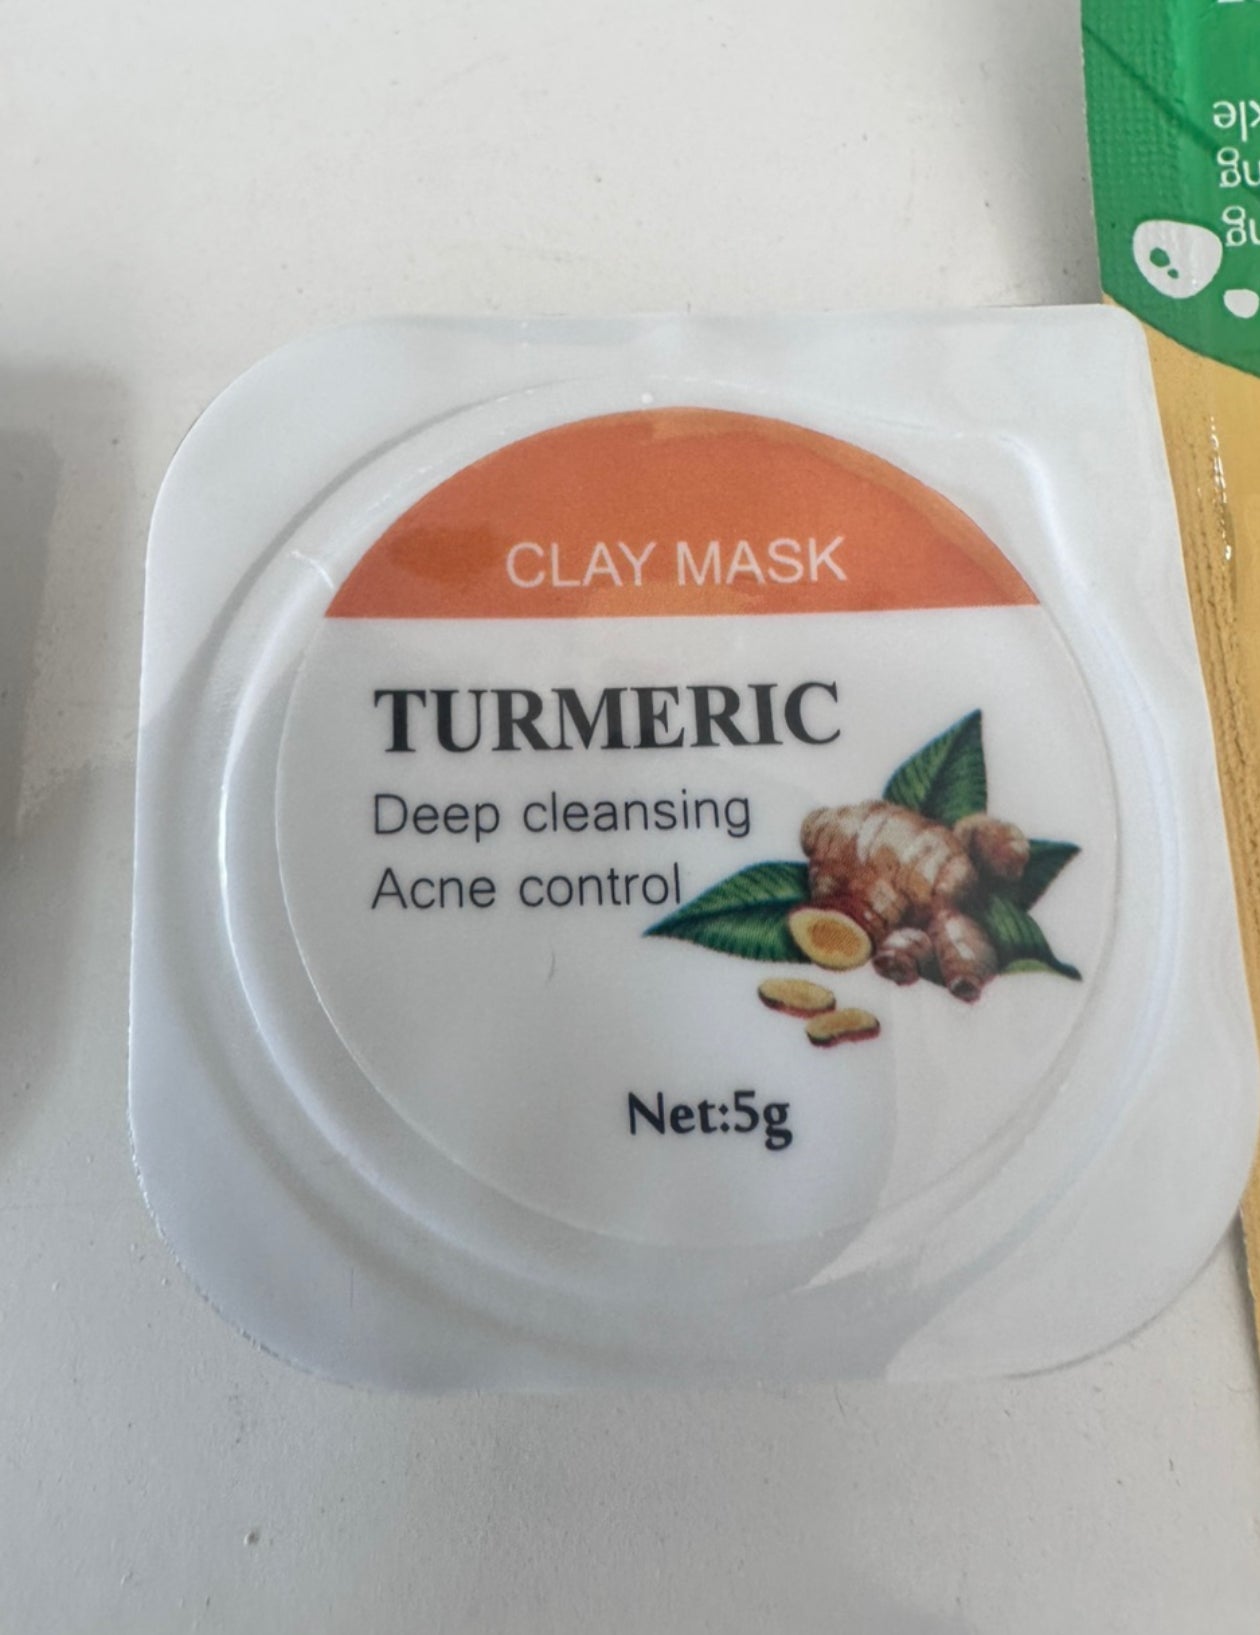 CLAY MASK
TURMERIC
Deep cleansing
Acne control
Net:5g